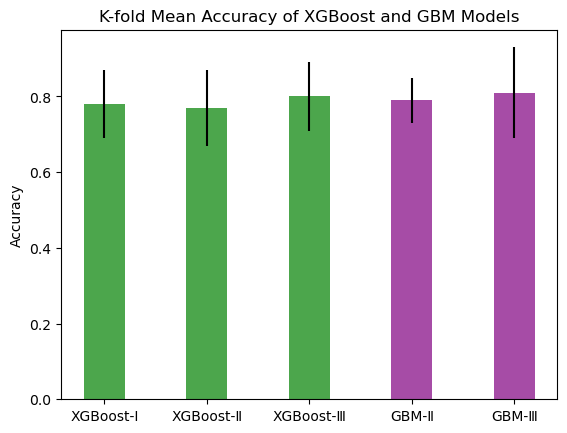 K-fold Mean Accuracy of XGBoost and GBM Models
Accuracy
0.8
0.6
0.4
0.2
0.0
XGBoost-Ⅰ XGBoost-Ⅱ XGBoost-Ⅲ GBM-Ⅱ GBM-Ⅲ